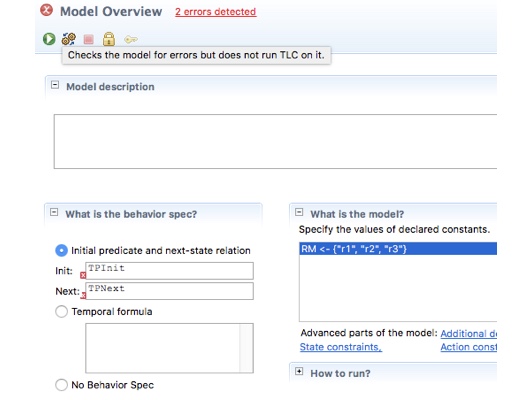 Model Overview 2 errors detected
Checks the model for errors but does not run TLC on it.
Model description
What is the behavior spec?
Initial predicate and next-state relation
Init: TPInit
Next: TPNext
Temporal formula
No Behavior Spec
What is the model?
Specify the values of declared constants.
RM <- {"r1", "r2", "r3"}
Advanced parts of the model: Additional
State constraints, Action
How to run?